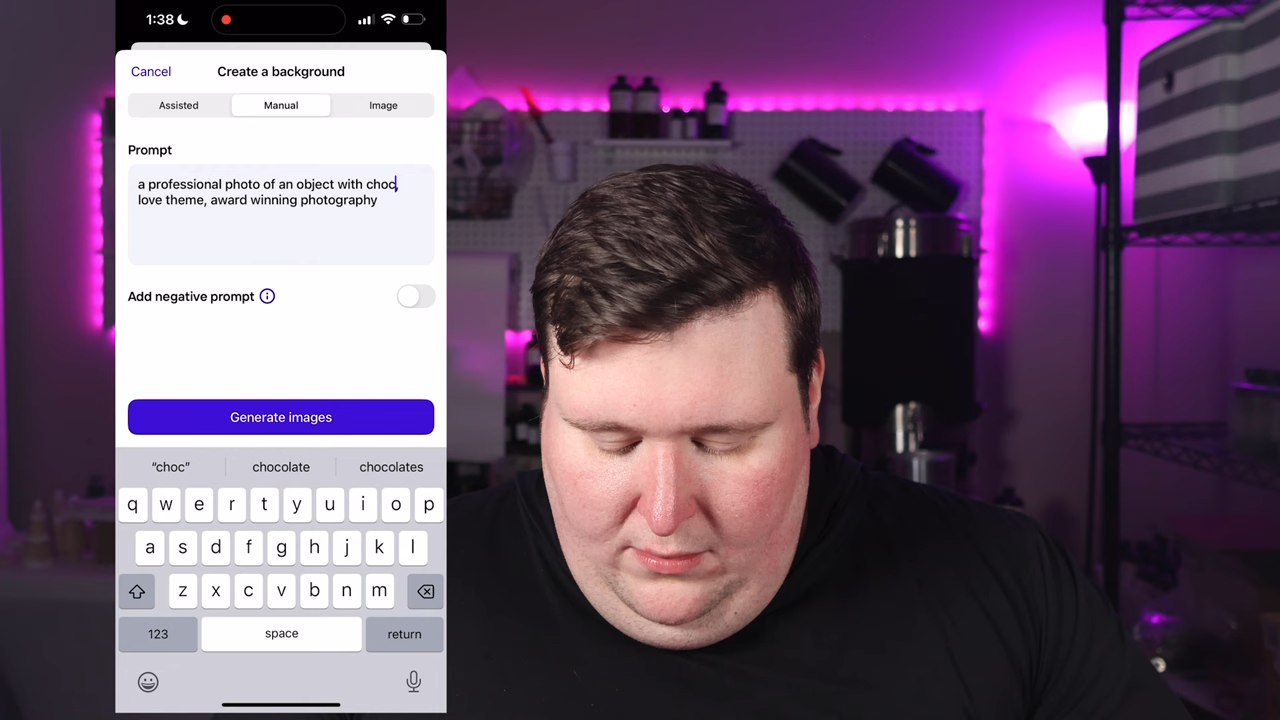 1:38
Cancel
Create a background
Assisted
Manual
Image
Prompt
a professional photo of an object with choc,
love theme, award winning photography
Add negative prompt
Generate images
“choc”
chocolate
chocolates
q w e r t y u i o p
a s d f g h j k l
z x c v b n m
123
space
return